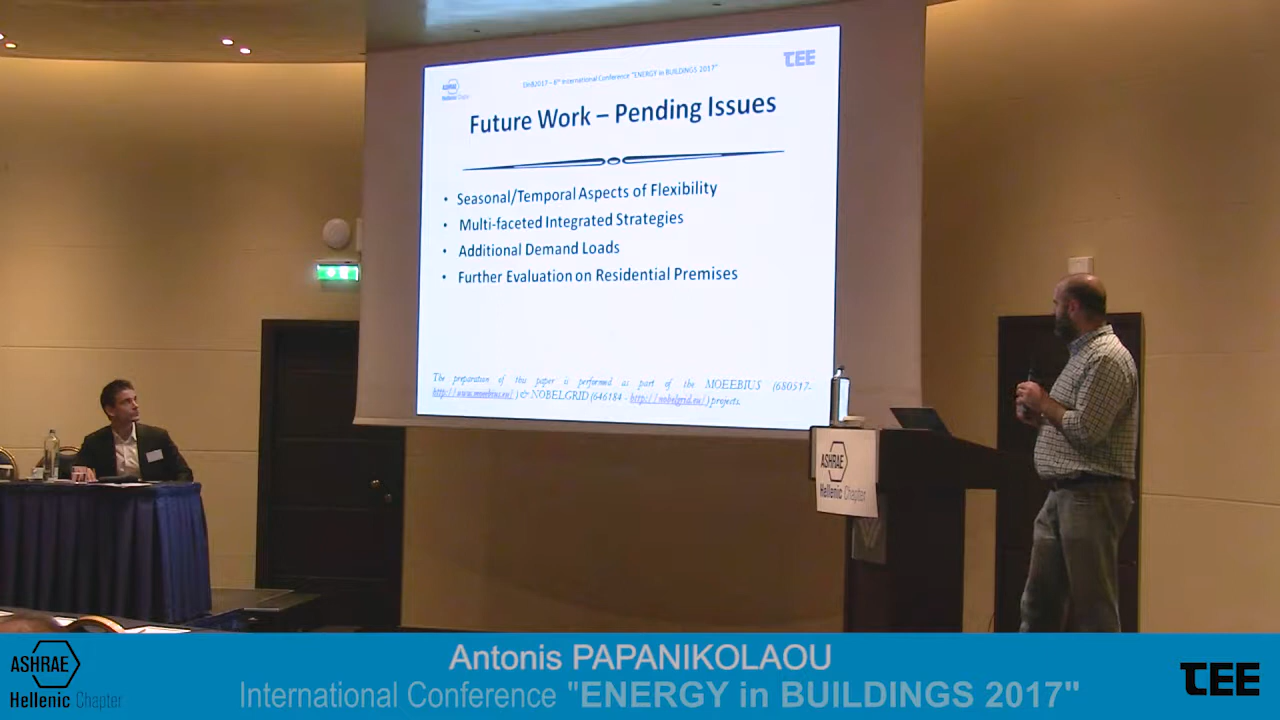 ASHRAE
Hellenic Chapter
EinB2017 – 6th International Conference "ENERGY in BUILDINGS 2017"
TEE
Future Work – Pending Issues
• Seasonal/Temporal Aspects of Flexibility
• Multi-faceted Integrated Strategies
• Additional Demand Loads
• Further Evaluation on Residential Premises
The preparation of this paper is performed as part of the MOEEBIUS (680517-
http://www.moeebius.eu/ ) & NOBELGRID (646184 - http://nobelgrid.eu/) projects.
ASHRAE
Hellenic Chapter
Antonis PAPANIKOLAOU
International Conference "ENERGY in BUILDINGS 2017"
ASHRAE
Hellenic Chapter
TEE